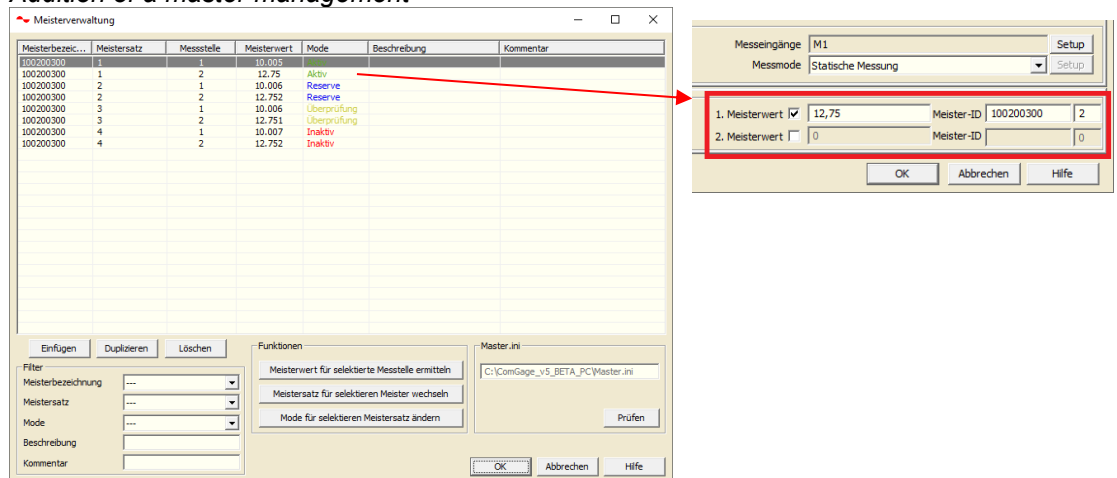 Addition of a master management
Meisterverwaltung
Meisterbezeic... Meistersatz Messstelle Meisterwert Mode Beschreibung Kommentar
100200300 1 1 10.005
100200300 1 2 12.75 Aktiv
100200300 2 1 10.006 Reserve
100200300 2 2 12.752 Reserve
100200300 3 1 10.006 Überprüfung
100200300 3 2 12.751 Überprüfung
100200300 4 1 10.007 Inaktiv
100200300 4 2 12.752 Inaktiv
Einfügen Duplizieren Löschen
Filter
Meisterbezeichnung ---
Meistersatz ---
Mode ---
Beschreibung
Kommentar
Funktionen
Meisterwert für selektierte Messtelle ermitteln
Meistersatz für selektieren Meister wechseln
Mode für selektieren Meistersatz ändern
Master.ini
C:\ComGage_v5_BETA_PC\Master.ini
Prüfen
OK Abbrechen Hilfe
Messeingänge M1 Setup
Messmode Statische Messung Setup
1. Meisterwert 12,75 Meister-ID 100200300 2
2. Meisterwert 0 Meister-ID 0
OK Abbrechen Hilfe